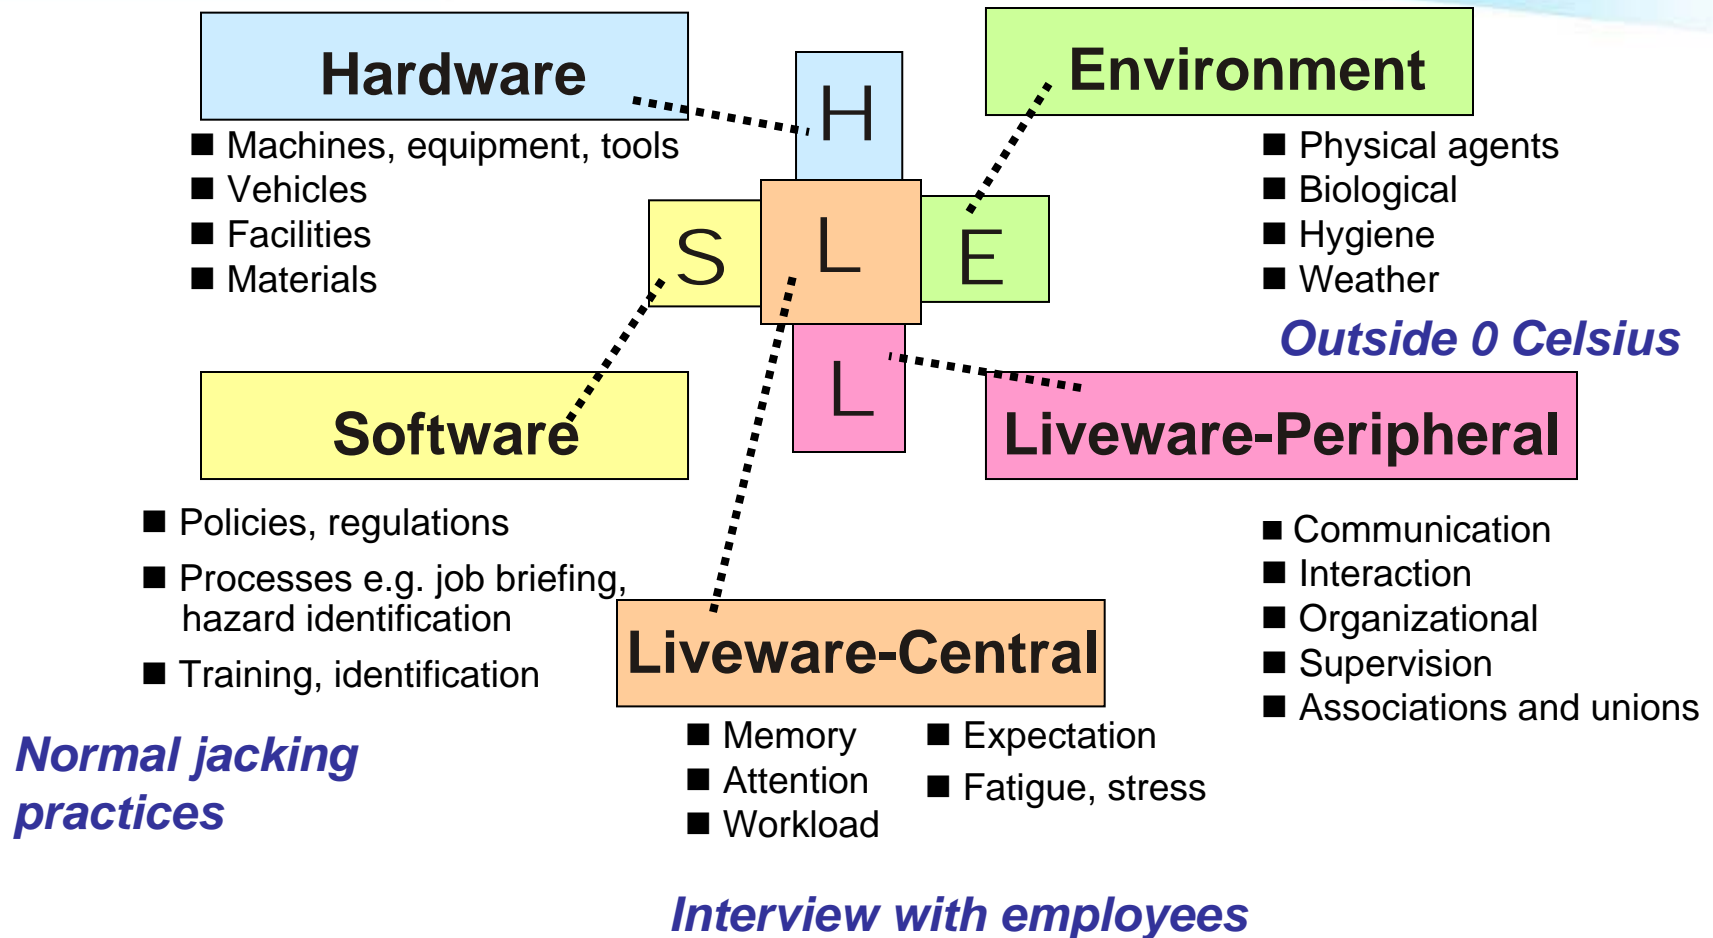 Hardware
■ Machines, equipment, tools
■ Vehicles
■ Facilities
■ Materials
H
S
L
E
L
Environment
■ Physical agents
■ Biological
■ Hygiene
■ Weather
Outside 0 Celsius
Software
■ Policies, regulations
■ Processes e.g. job briefing,
hazard identification
■ Training, identification
Normal jacking
practices
Liveware-Peripheral
■ Communication
■ Interaction
■ Organizational
■ Supervision
■ Associations and unions
Liveware-Central
■ Memory
■ Attention
■ Workload
■ Expectation
■ Fatigue, stress
Interview with employees